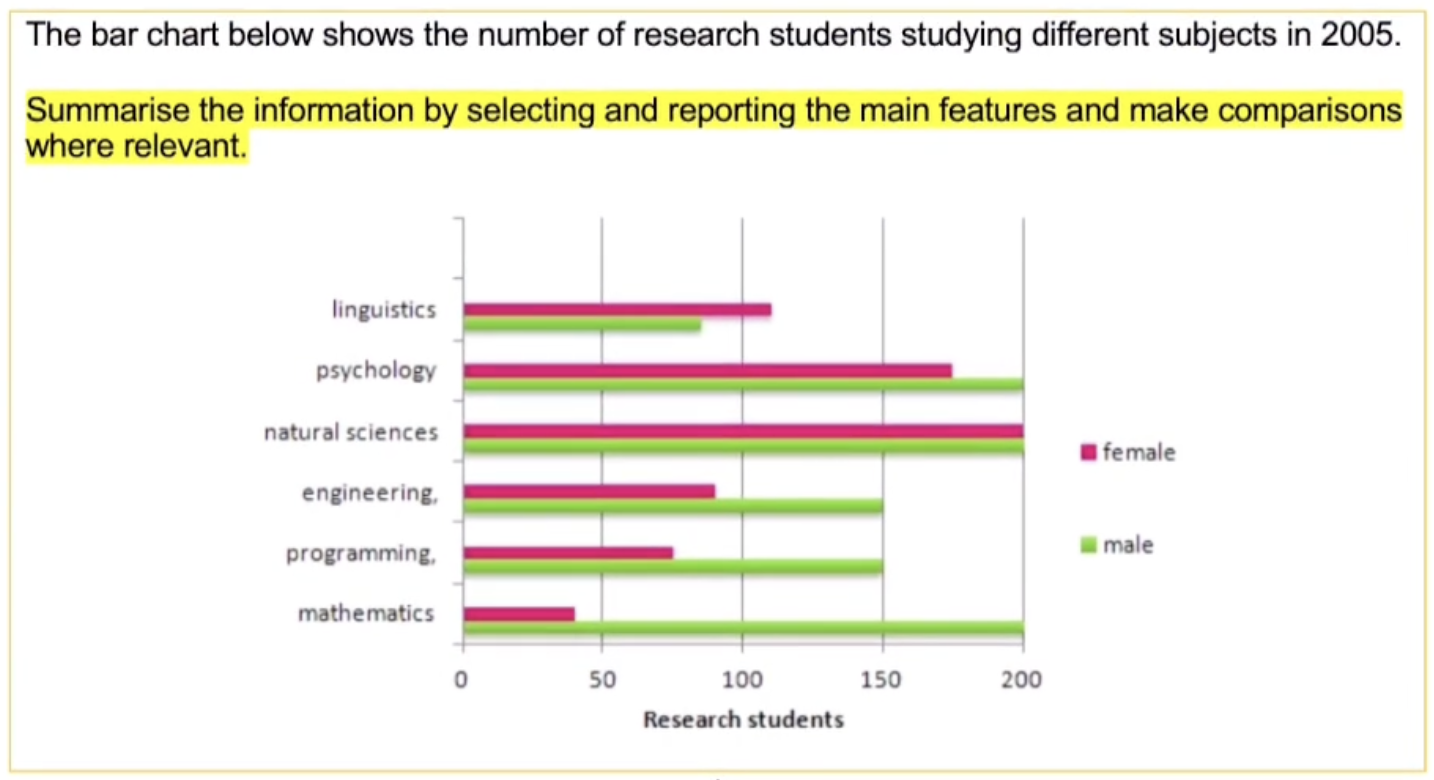 The bar chart below shows the number of research students studying different subjects in 2005.
Summarise the information by selecting and reporting the main features and make comparisons
where relevant.
linguistics
psychology
natural sciences
engineering,
programming,
mathematics
female
male
0 50 100 150 200
Research students